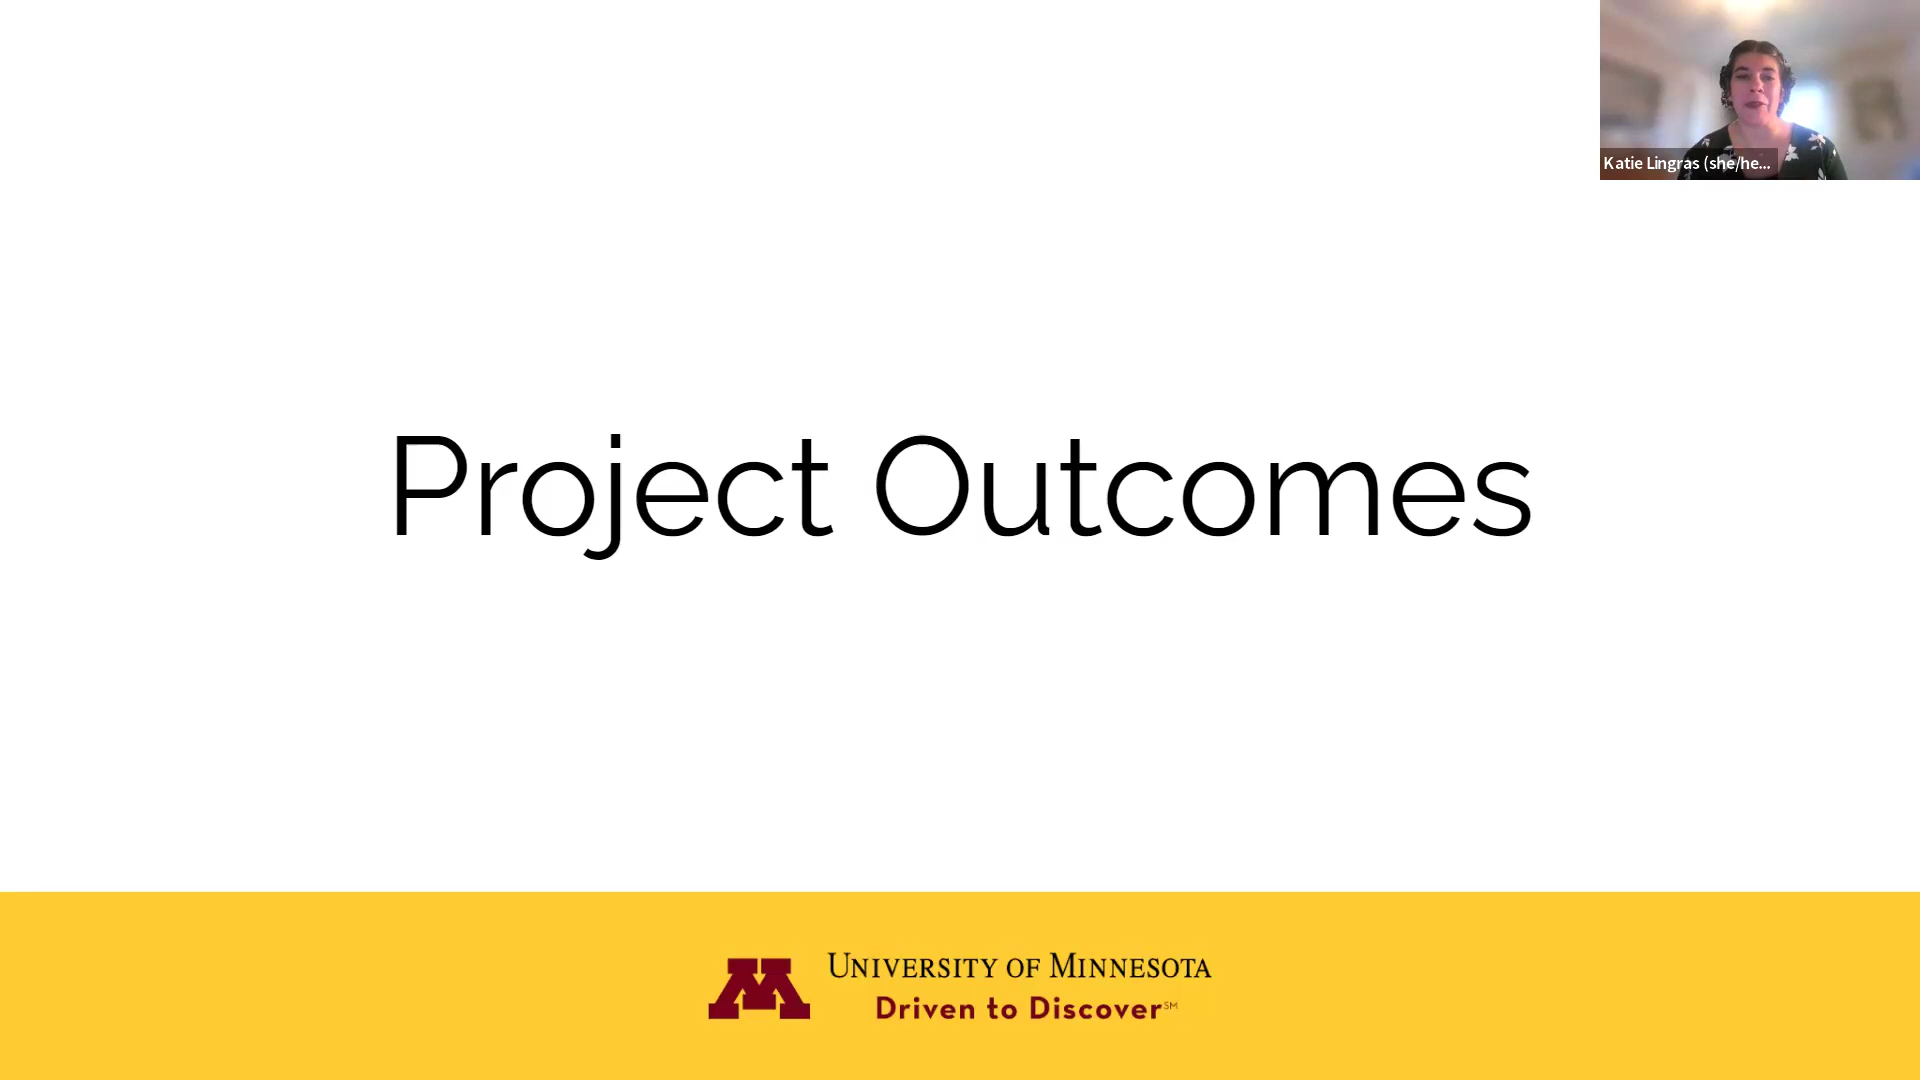 Katie Lingras (she/he...
Project Outcomes
UNIVERSITY OF MINNESOTA
Driven to Discover℠